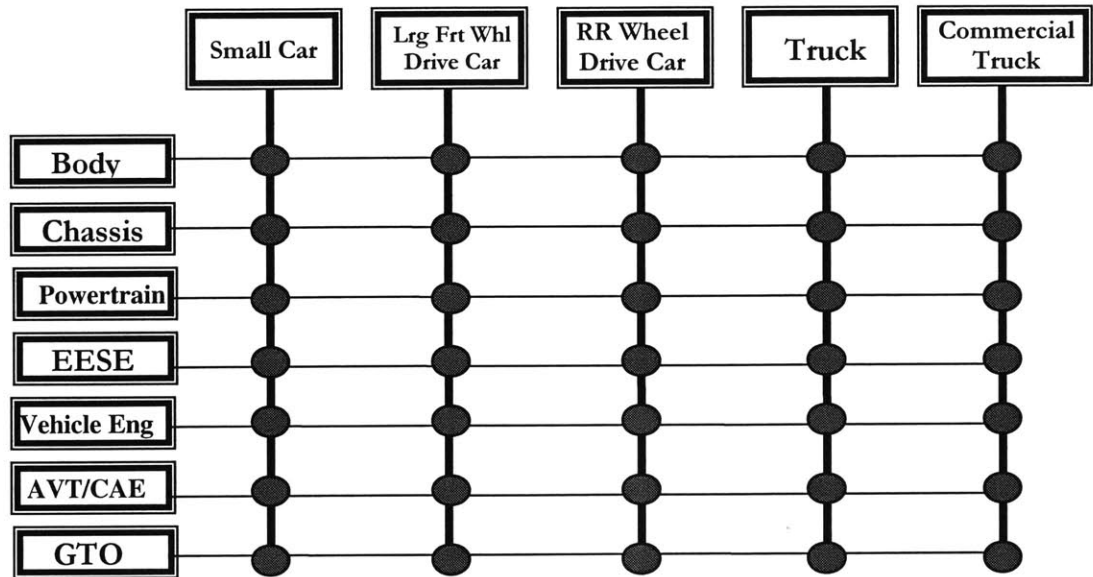 Small Car
Lrg Frt Whl
Drive Car
RR Wheel
Drive Car
Truck
Commercial
Truck
Body
Chassis
Powertrain
EESE
Vehicle Eng
AVT/CAE
GTO